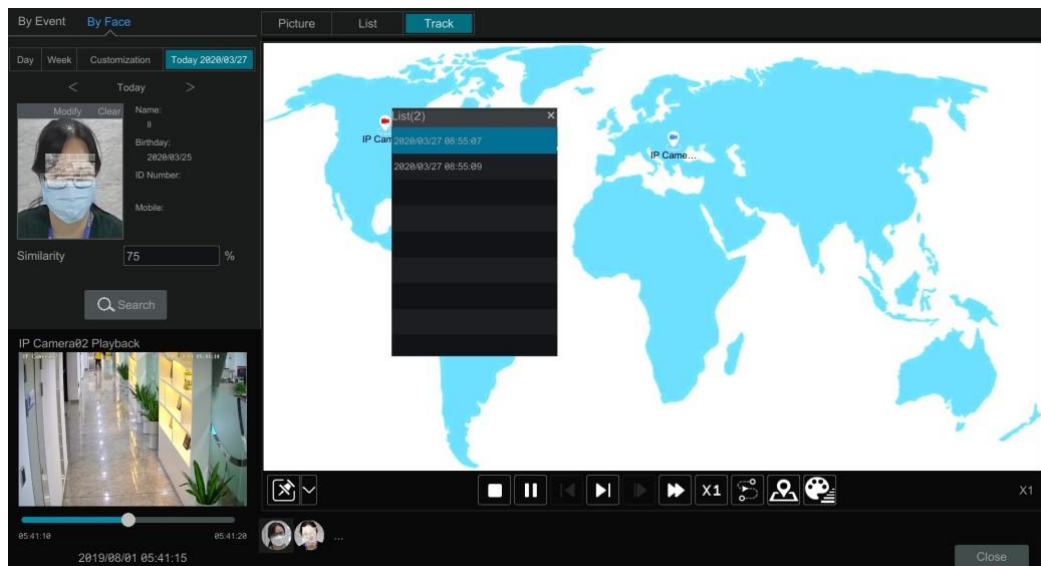 By Event By Face
Picture List Track
Day Week Customization Today 2020/03/27
< Today >
Modify Clear
Name:
ll
Birthday:
2020/03/25
ID Number:
Mobile:
Similarity 75 %
Search
List(2) ×
2020/03/27 08:55:07
2020/03/27 08:55:09
IP Cam
IP Came...
IP Camera02 Playback
05:41:10 05:41:20
2019/08/01 05:41:15
X1
X1
...
Close